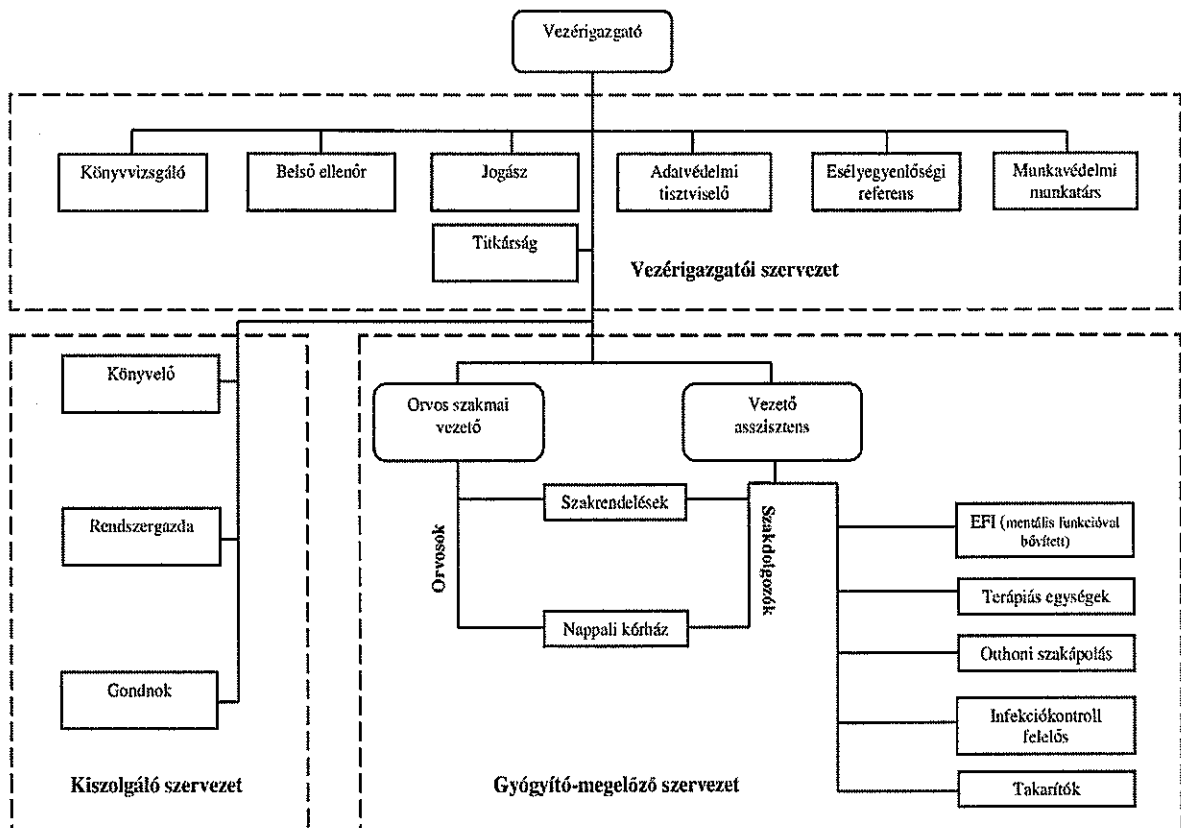 Vezérigazgató
Könyvvizsgáló
Belső ellenőr
Jogász
Adatvédelmi
tisztviselő
Esélyegyenlőségi
referens
Munkavédelmi
munkatárs
Titkárság
Vezérigazgatói szervezet
Könyvelő
Rendszergazda
Gondnok
Kiszolgáló szervezet
Orvos szakmai
vezető
Vezető
asszisztens
Orvosok
Szakrendelések
Szakdolgozók
Nappali kórház
EFI (mentális funkcióval
bővített)
Terápiás egységek
Otthoni szakápolás
Infekciókontroll
felelős
Takarítók
Gyógyító-megelőző szervezet